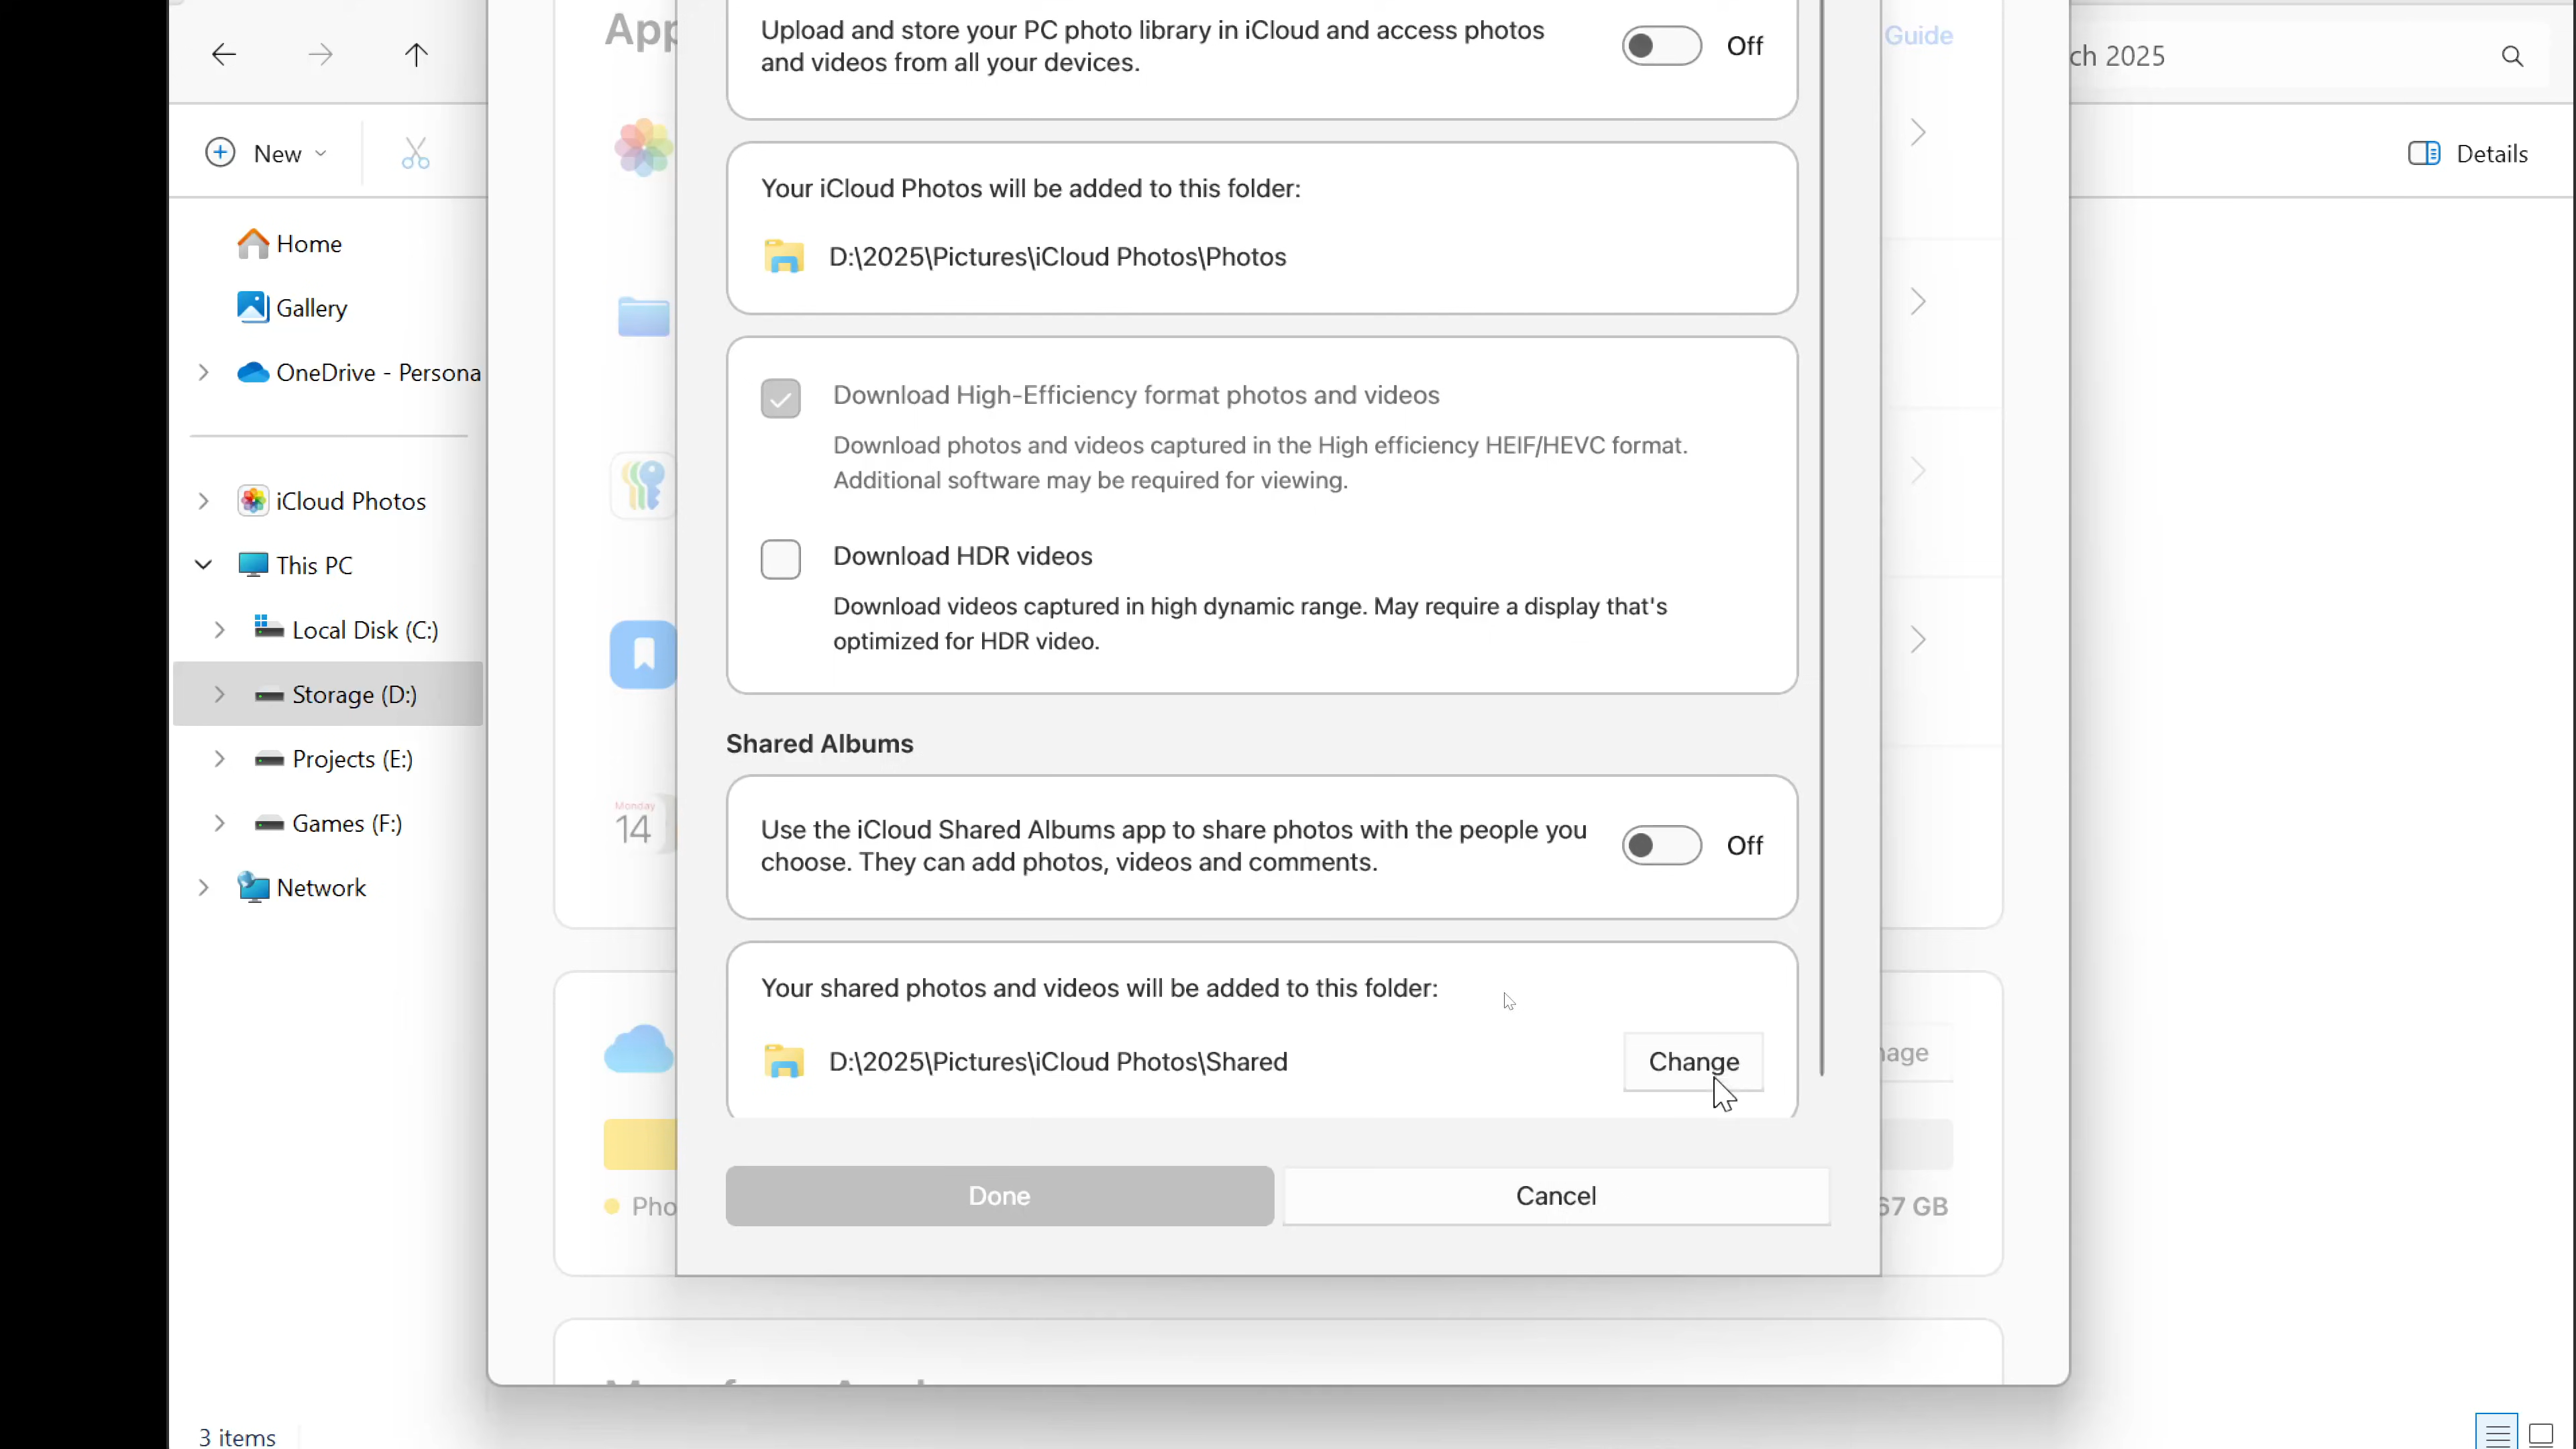 App
Upload and store your PC photo library in iCloud and access photos
and videos from all your devices.
Off
Guide
ch 2025
New
Details
Your iCloud Photos will be added to this folder:
D:\2025\Pictures\iCloud Photos\Photos
Home
Gallery
OneDrive - Persona
iCloud Photos
This PC
Local Disk (C:)
Storage (D:)
Projects (E:)
Games (F:)
Network
Download High-Efficiency format photos and videos
Download photos and videos captured in the High efficiency HEIF/HEVC format.
Additional software may be required for viewing.
Download HDR videos
Download videos captured in high dynamic range. May require a display that's
optimized for HDR video.
Shared Albums
Monday
14
Use the iCloud Shared Albums app to share photos with the people you
choose. They can add photos, videos and comments.
Off
Your shared photos and videos will be added to this folder:
D:\2025\Pictures\iCloud Photos\Shared
Change
nage
Done
Cancel
Pho
67 GB
3 items